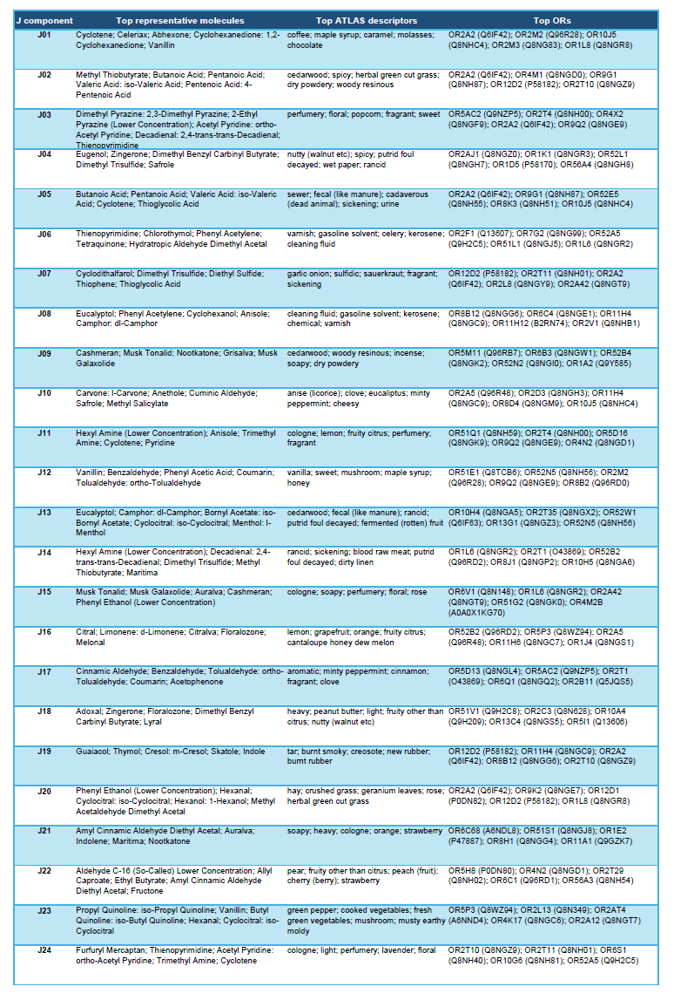 J component Top representative molecules Top ATLAS descriptors Top ORs
J01 Cyclotene; Celeriax; Abhexone; Cyclohexanedione: 1,2- coffee; maple syrup; caramel; molasses; OR2A2 (Q6IF42); OR2M2 (Q96R28); OR10J5
Cyclohexanedione; Vanillin chocolate (Q8NHC4); OR2M3 (Q8NG83); OR1L8 (Q8NGR8)
J02 Methyl Thiobutyrate; Butanoic Acid; Pentanoic Acid; cedarwood; spicy; herbal green cut grass; OR2A2 (Q6IF42); OR4M1 (Q8NGD0); OR9G1
Valeric Acid: iso-Valeric Acid; Pentenoic Acid: 4- dry powdery; woody resinous (Q8NH87); OR12D2 (P58182); OR2T10 (Q8NGZ9)
Pentenoic Acid
J03 Dimethyl Pyrazine: 2,3-Dimethyl Pyrazine; 2-Ethyl perfumery; floral; popcorn; fragrant; sweet OR5AC2 (Q9NZP5); OR2T4 (Q8NH00); OR4X2
Pyrazine (Lower Concentration); Acetyl Pyridine: ortho- (Q8NGF9); OR2A2 (Q6IF42); OR9Q2 (Q8NGE9)
Acetyl Pyridine; Decadienal: 2,4-trans-trans-Decadienal;
Thienopyrimidine
J04 Eugenol; Zingerone; Dimethyl Benzyl Carbinyl Butyrate; nutty (walnut etc); spicy; putrid foul OR2AJ1 (Q8NGZ0); OR1K1 (Q8NGR3); OR52L1
Dimethyl Trisulfide; Safrole decayed; wet paper; rancid (Q8NGH7); OR1D5 (P58170); OR56A4 (Q8NGH8)
J05 Butanoic Acid; Pentanoic Acid; Valeric Acid: iso-Valeric sewer; fecal (like manure); cadaverous OR2A2 (Q6IF42); OR9G1 (Q8NH87); OR52E5
Acid; Cyclotene; Thioglycolic Acid (dead animal); sickening; urine (Q8NH55); OR8K3 (Q8NH51); OR10J5 (Q8NHC4)
J06 Thienopyrimidine; Chlorothymol; Phenyl Acetylene; varnish; gasoline solvent; celery; kerosene; OR2F1 (Q13607); OR7G2 (Q8NG99); OR52A5
Tetraquinone; Hydratropic Aldehyde Dimethyl Acetal cleaning fluid (Q9H2C5); OR51L1 (Q8NGJ5); OR1L6 (Q8NGR2)
J07 Cyclodithalfarol; Dimethyl Trisulfide; Diethyl Sulfide; garlic onion; sulfidic; sauerkraut; fragrant; OR12D2 (P58182); OR2T11 (Q8NH01); OR2A2
Thiophene; Thioglycolic Acid sickening (Q6IF42); OR2L8 (Q8NGY9); OR2A42 (Q8NGT9)
J08 Eucalyptol; Phenyl Acetylene; Cyclohexanol; Anisole; cleaning fluid; gasoline solvent; kerosene; OR8B12 (Q8NGG6); OR6C4 (Q8NGE1); OR11H4
Camphor: dl-Camphor chemical; varnish (Q8NGC9); OR11H12 (B2RN74); OR2V1 (Q8NHB1)
J09 Cashmeran; Musk Tonalid; Nootkatone; Grisalva; Musk cedarwood; woody resinous; incense; OR5M11 (Q96RB7); OR6B3 (Q8NGW1); OR52B4
Galaxolide soapy; dry powdery (Q8NGK2); OR52N2 (Q8NGI0); OR1A2 (Q9Y585)
J10 Carvone: l-Carvone; Anethole; Cuminic Aldehyde; anise (licorice); clove; eucaliptus; minty OR2A5 (Q96R48); OR2D3 (Q8NGH3); OR11H4
Safrole; Methyl Salicylate peppermint; cheesy (Q8NGC9); OR8D4 (Q8NGM9); OR10J5 (Q8NHC4)
J11 Hexyl Amine (Lower Concentration); Anisole; Trimethyl cologne; lemon; fruity citrus; perfumery; OR51Q1 (Q8NH59); OR2T4 (Q8NH00); OR5D16
Amine; Cyclotene; Pyridine fragrant (Q8NGK9); OR9Q2 (Q8NGE9); OR4N2 (Q8NGD1)
J12 Vanillin; Benzaldehyde; Phenyl Acetic Acid; Coumarin; vanilla; sweet; mushroom; maple syrup; OR51E1 (Q8TCB6); OR52N5 (Q8NH56); OR2M2
Tolualdehyde: ortho-Tolualdehyde honey (Q96R28); OR9Q2 (Q8NGE9); OR8B2 (Q96RD0)
J13 Eucalyptol; Camphor: dl-Camphor; Bornyl Acetate: iso- cedarwood; fecal (like manure); rancid; OR10H4 (Q8NGA5); OR2T35 (Q8NGX2); OR52W1
Bornyl Acetate; Cyclocitral: iso-Cyclocitral; Menthol: l- putrid foul decayed; fermented (rotten) fruit (Q6IF63); OR13G1 (Q8NGZ3); OR52N5 (Q8NH56)
Menthol
J14 Hexyl Amine (Lower Concentration); Decadienal: 2,4- rancid; sickening; blood raw meat; putrid OR1L6 (Q8NGR2); OR2T1 (O43869); OR52B2
trans-trans-Decadienal; Dimethyl Trisulfide; Methyl foul decayed; dirty linen (Q96RD2); OR8J1 (Q8NGP2); OR10H5 (Q8NGA6)
Thiobutyrate; Maritima
J15 Musk Tonalid; Musk Galaxolide; Auralva; Cashmeran; cologne; soapy; perfumery; floral; rose OR6V1 (Q8N148); OR1L6 (Q8NGR2); OR2A42
Phenyl Ethanol (Lower Concentration) (Q8NGT9); OR51G2 (Q8NGK0); OR4M2B
(A0A0X1KG70)
J16 Citral; Limonene: d-Limonene; Citralva; Floralozone; lemon; grapefruit; orange; fruity citrus; OR52B2 (Q96RD2); OR5P3 (Q8WZ94); OR2A5
Melonal cantaloupe honey dew melon (Q96R48); OR11H6 (Q8NGC7); OR1J4 (Q8NGS1)
J17 Cinnamic Aldehyde; Benzaldehyde; Tolualdehyde: ortho- aromatic; minty peppermint; cinnamon; OR5D13 (Q8NGL4); OR5AC2 (Q9NZP5); OR2T1
Tolualdehyde; Coumarin; Acetophenone fragrant; clove (O43869); OR6Q1 (Q8NGQ2); OR2B11 (Q5JQS5)
J18 Adoxal; Zingerone; Floralozone; Dimethyl Benzyl heavy; peanut butter; light; fruity other than OR51V1 (Q9H2C8); OR2C3 (Q8N628); OR10A4
Carbinyl Butyrate; Lyral citrus; nutty (walnut etc) (Q9H209); OR13C4 (Q8NGS5); OR5I1 (Q13606)
J19 Guaiacol; Thymol; Cresol: m-Cresol; Skatole; Indole tar; burnt smoky; creosote; new rubber; OR12D2 (P58182); OR11H4 (Q8NGC9); OR2A2
burnt rubber (Q6IF42); OR8B12 (Q8NGG6); OR2T10 (Q8NGZ9)
J20 Phenyl Ethanol (Lower Concentration); Hexanal; hay; crushed grass; geranium leaves; rose; OR2A2 (Q6IF42); OR9K2 (Q8NGE7); OR12D1
Cyclocitral: iso-Cyclocitral; Hexanol: 1-Hexanol; Methyl herbal green cut grass (P0DN82); OR12D2 (P58182); OR1L8 (Q8NGR8)
Acetaldehyde Dimethyl Acetal
J21 Amyl Cinnamic Aldehyde Diethyl Acetal; Auralva; soapy; heavy; cologne; orange; strawberry OR6C68 (A6NDL8); OR51S1 (Q8NGJ8); OR1E2
Indolene; Maritima; Nootkatone (P47887); OR8H1 (Q8NGG4); OR11A1 (Q9GZK7)
J22 Aldehyde C-16 (So-Called) Lower Concentration; Allyl pear; fruity other than citrus; peach (fruit); OR5H8 (P0DN80); OR4N2 (Q8NGD1); OR2T29
Caproate; Ethyl Butyrate; Amyl Cinnamic Aldehyde cherry (berry); strawberry (Q8NH02); OR6C1 (Q96RD1); OR56A3 (Q8NH54)
Diethyl Acetal; Fructone
J23 Propyl Quinoline: iso-Propyl Quinoline; Vanillin; Butyl green pepper; cooked vegetables; fresh OR5P3 (Q8WZ94); OR2L13 (Q8N349); OR2AT4
Quinoline: iso-Butyl Quinoline; Hexanal; Cyclocitral: iso- green vegetables; mushroom; musty earthy (A6NND4); OR4K17 (Q8NGC6); OR2A12 (Q8NGT7)
Cyclocitral moldy
J24 Furfuryl Mercaptan; Thienopyrimidine; Acetyl Pyridine: cologne; light; perfumery; lavender; floral OR2T10 (Q8NGZ9); OR2T11 (Q8NH01); OR6S1
ortho-Acetyl Pyridine; Trimethyl Amine; Cyclotene (Q8NH40); OR10G6 (Q8NH81); OR52A5 (Q9H2C5)